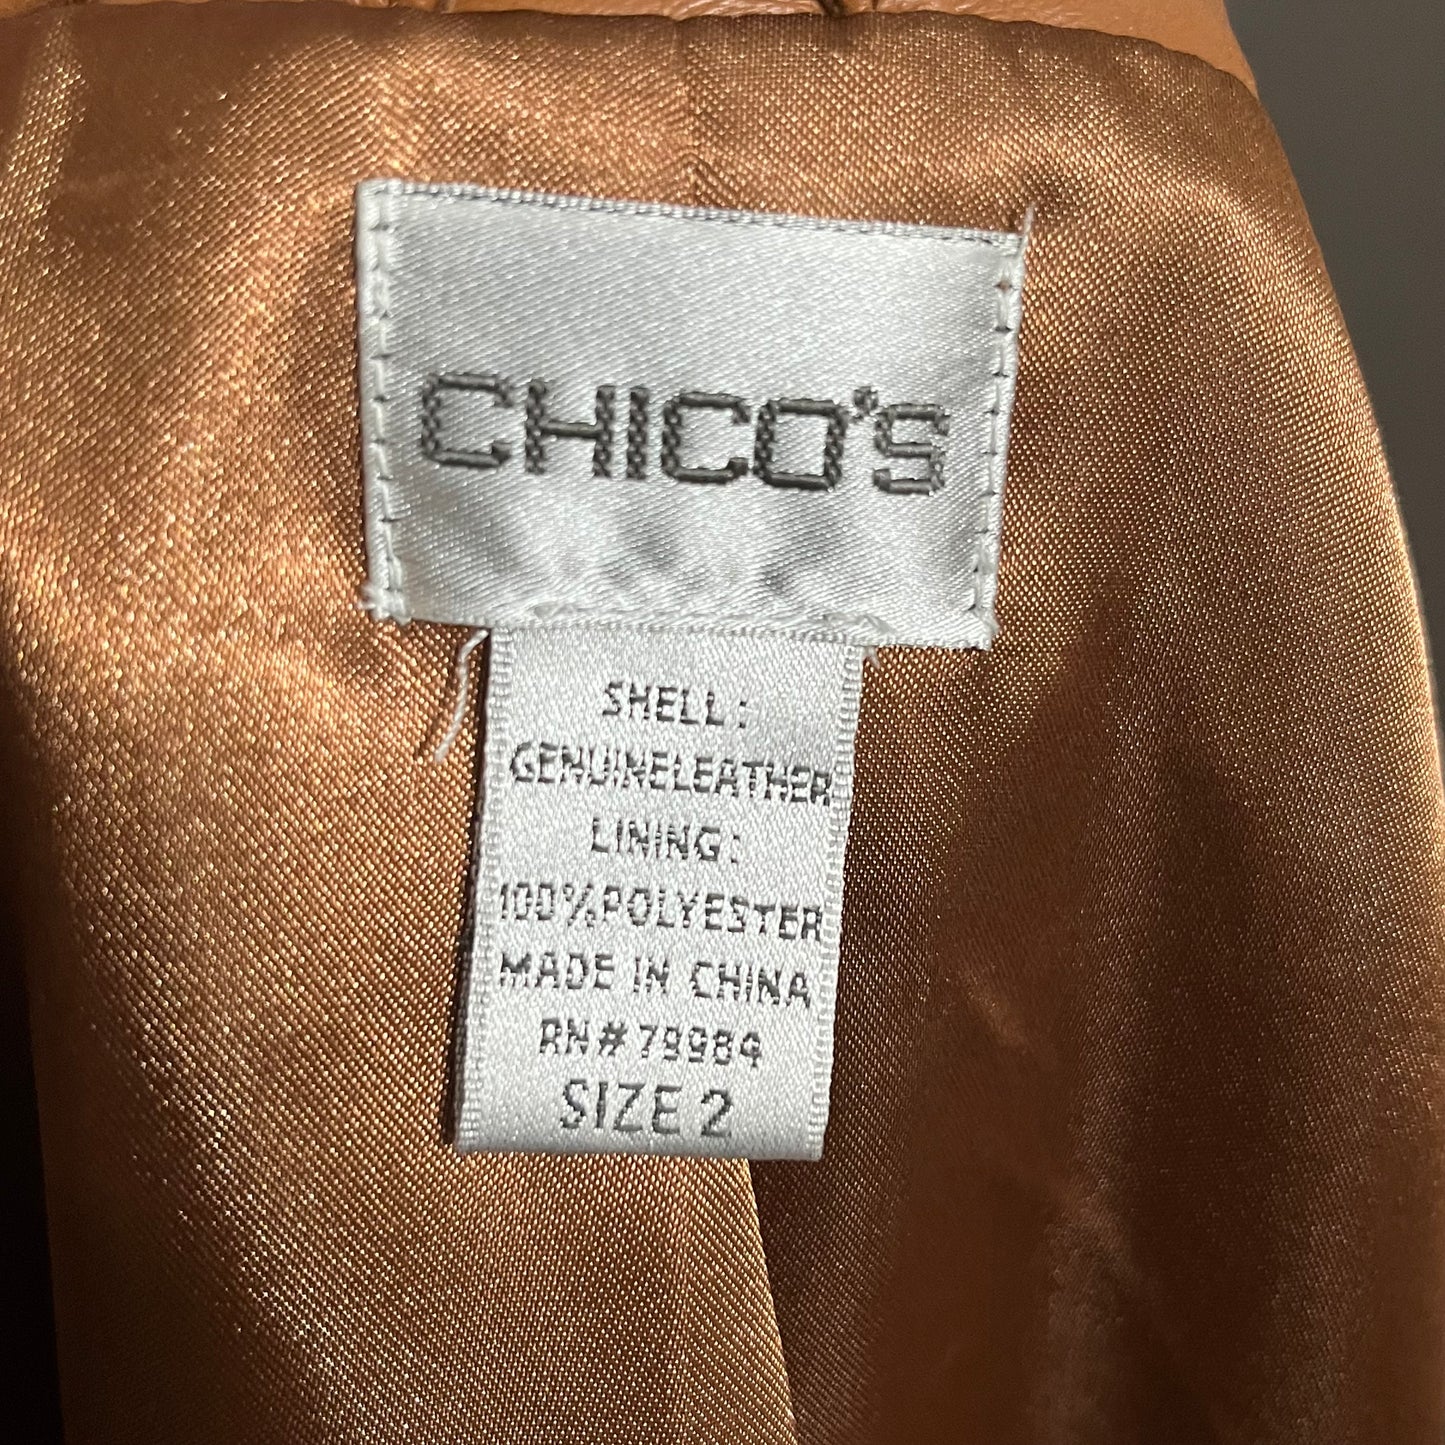 CHICO'S
SHELL:
GENUINELEATHER
LINING:
100%POLYESTER
MADE IN CHINA
RN#79984
SIZE 2